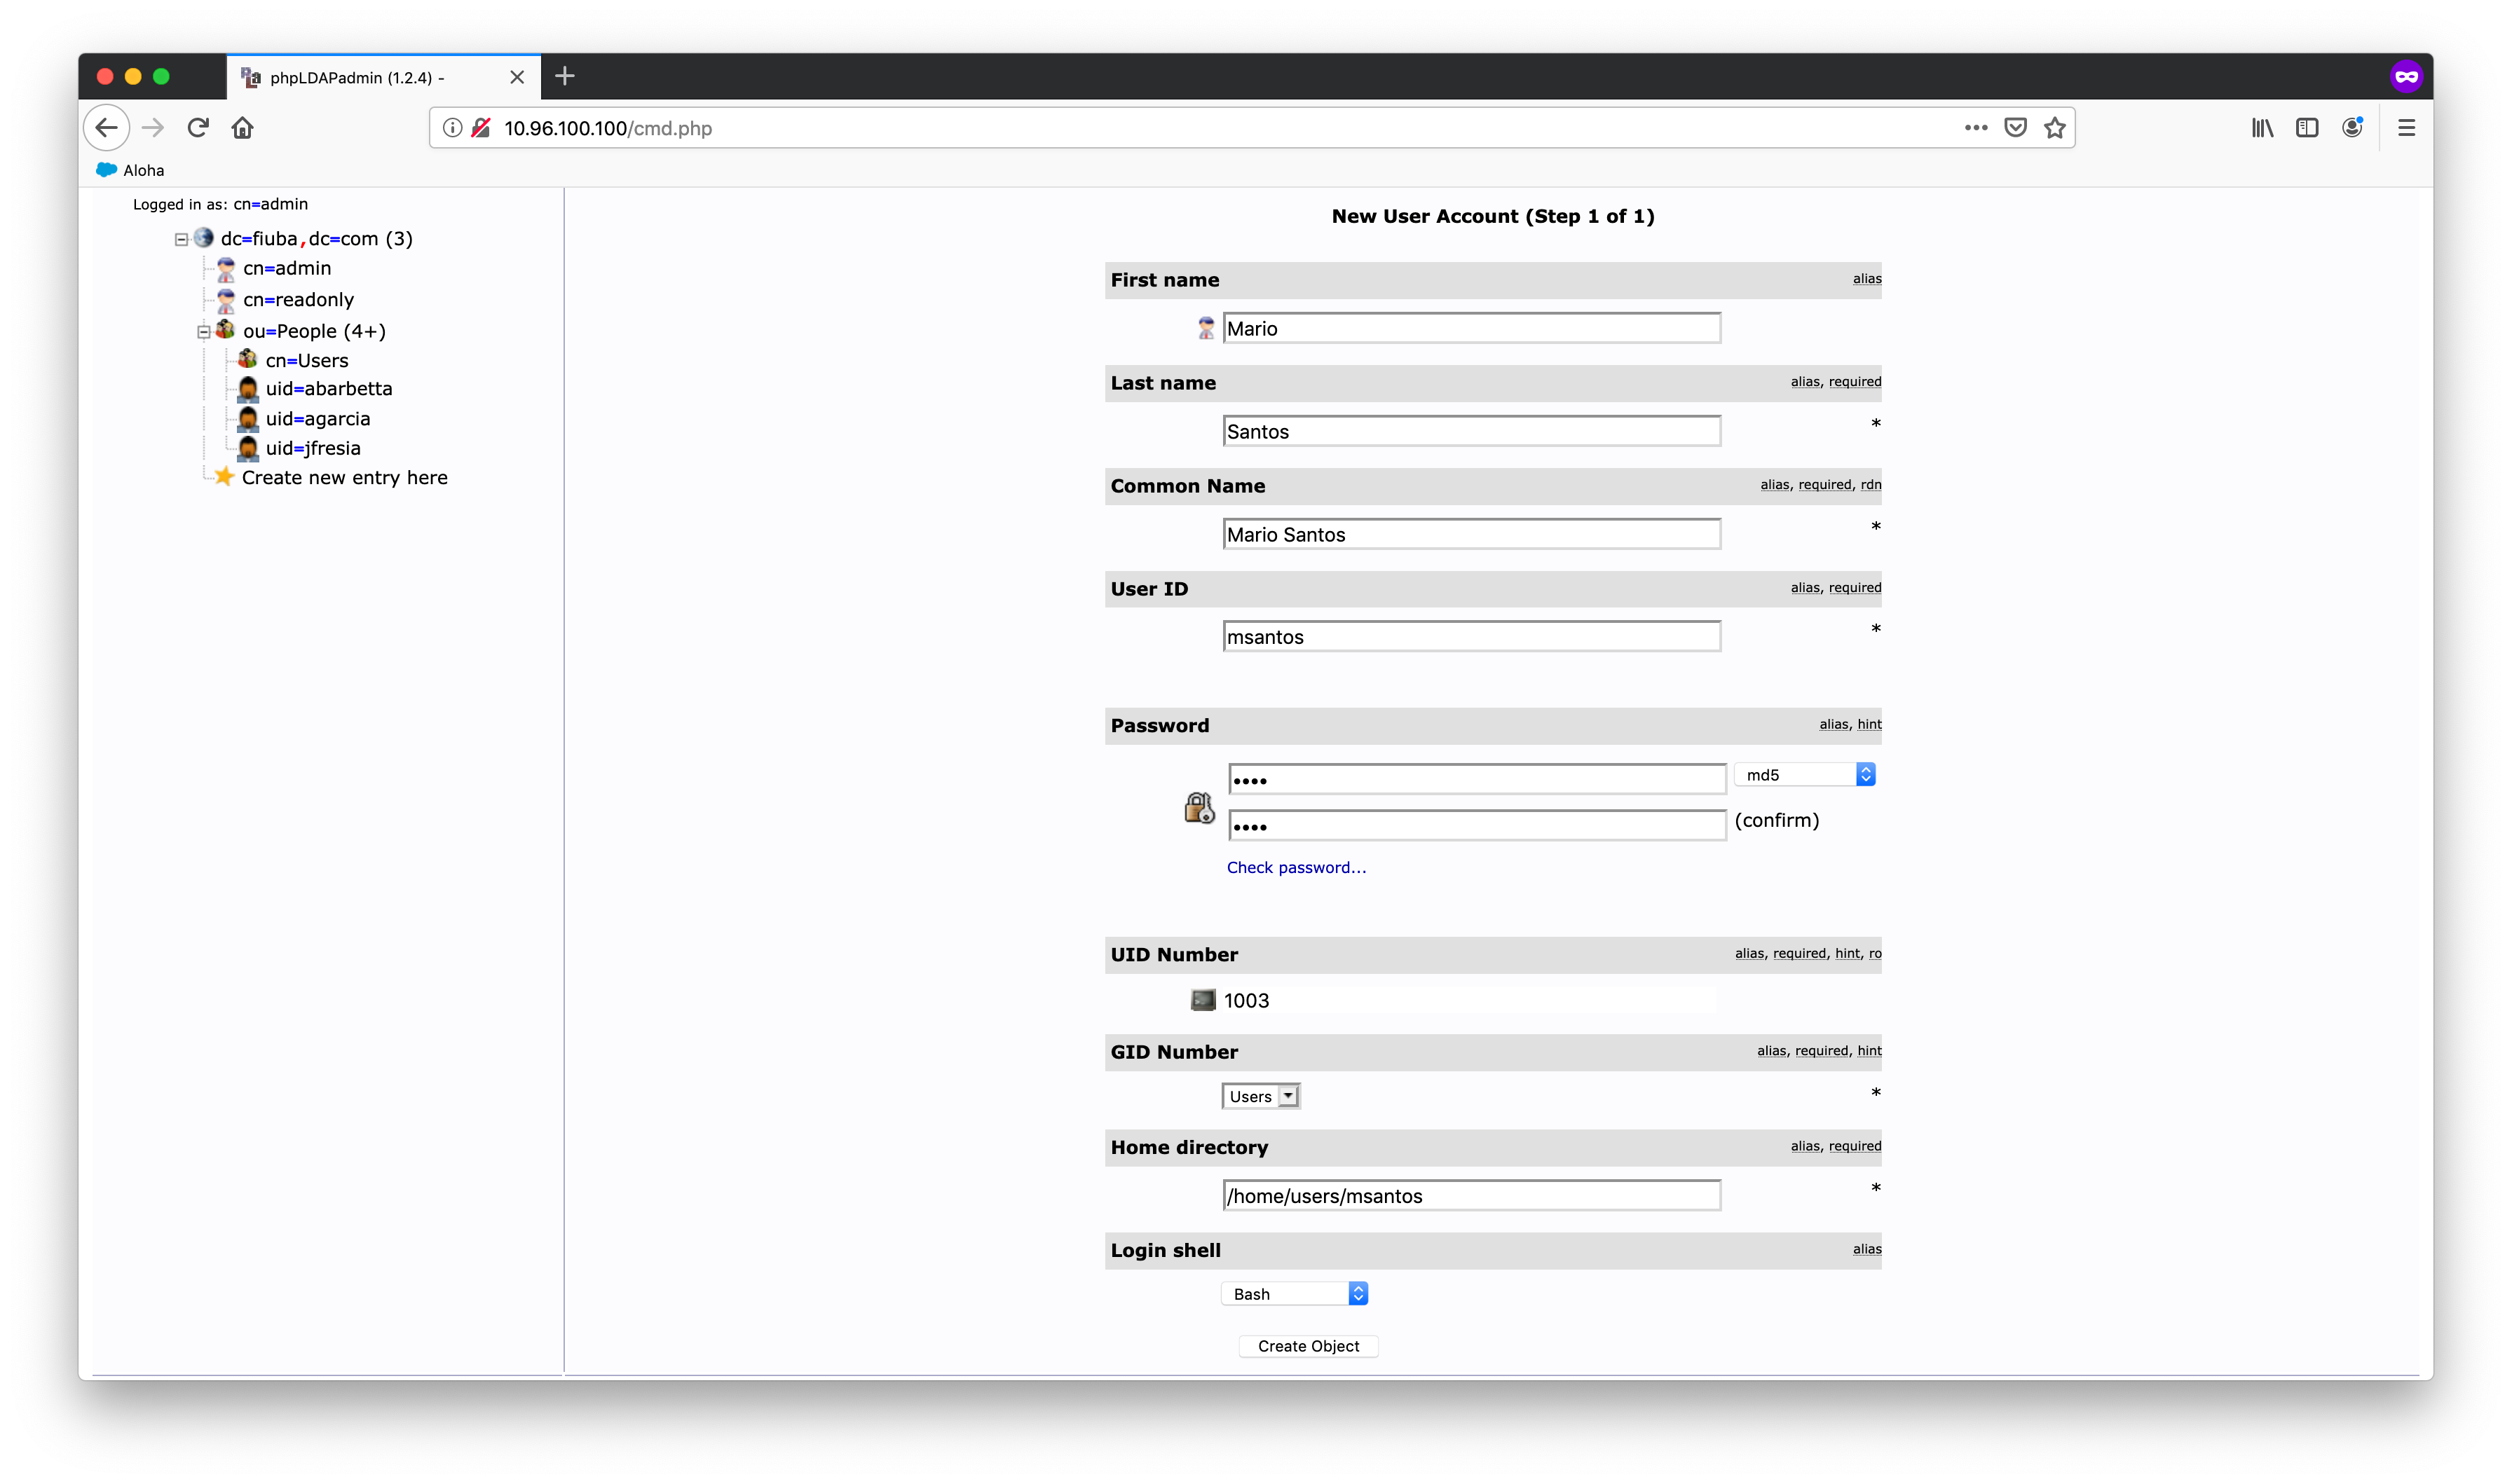 phpLDAPadmin (1.2.4) -
10.96.100.100/cmd.php
Aloha
Logged in as: cn=admin
dc=fiuba,dc=com (3)
cn=admin
cn=readonly
ou=People (4+)
cn=Users
uid=abarbetta
uid=agarcia
uid=jfresia
Create new entry here
New User Account (Step 1 of 1)
First name alias
Mario
Last name alias, required
Santos *
Common Name alias, required, rdn
Mario Santos *
User ID alias, required
msantos *
Password alias, hint
•••• md5
•••• (confirm)
Check password...
UID Number alias, required, hint, ro
1003
GID Number alias, required, hint
Users *
Home directory alias, required
/home/users/msantos *
Login shell alias
Bash
Create Object